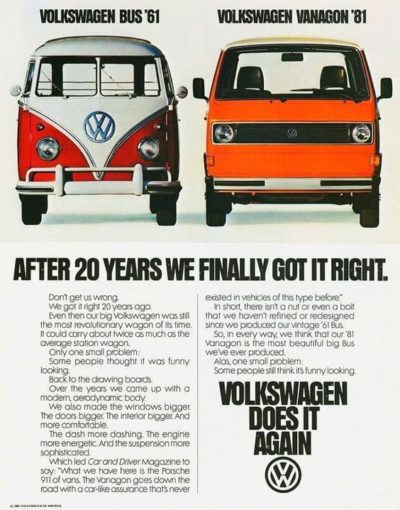 VOLKSWAGEN BUS '61
VOLKSWAGEN VANAGON '81
AFTER 20 YEARS WE FINALLY GOT IT RIGHT.
Don't get us wrong.
We got it right 20 years ago.
Even then our big Volkswagen was still
the most revolutionary wagon of its time.
It could carry about twice as much as the
average station wagon.
Only one small problem:
Some people thought it was funny
looking.
Back to the drawing boards.
Over the years we came up with a
modern, aerodynamic body.
We also made the windows bigger.
The doors bigger. The interior bigger. And
more comfortable.
The dash more dashing. The engine
more energetic. And the suspension more
sophisticated.
Which led Car and Driver Magazine to
say: "What we have here is the Porsche
911 of vans. The Vanagon goes down the
road with a car-like assurance that's never
existed in vehicles of this type before."
In short, there isn't a nut or even a bolt
that we haven't refined or redesigned
since we produced our vintage '61 Bus.
So, in every way, we think that our '81
Vanagon is the most beautiful big Bus
we've ever produced.
Alas, one small problem:
Some people still think it's funny looking.
VOLKSWAGEN
DOES IT
AGAIN
© 1981 VOLKSWAGEN OF AMERICA